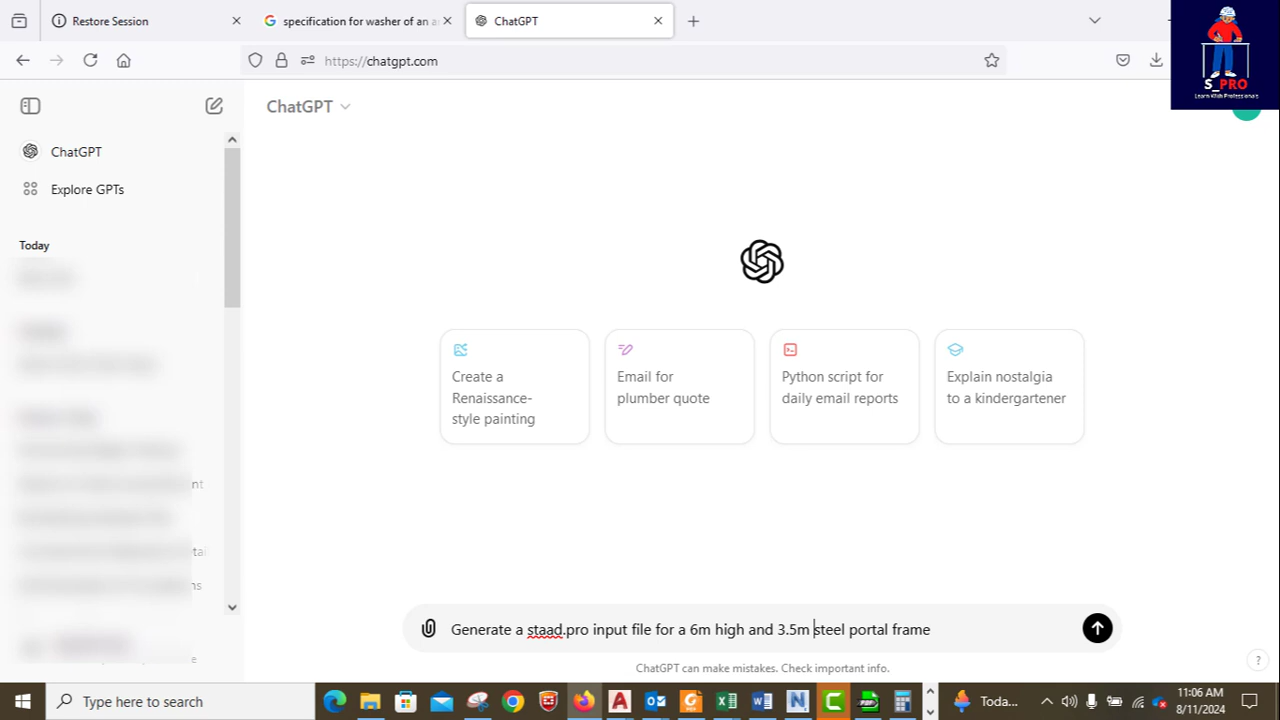 Restore Session
specification for washer of an a
ChatGPT
S_PRO
Learn With Professionals
https://chatgpt.com
ChatGPT
ChatGPT
Explore GPTs
Today
Create a
Renaissance-
style painting
Email for
plumber quote
Python script for
daily email reports
Explain nostalgia
to a kindergartener
Generate a staad.pro input file for a 6m high and 3.5m steel portal frame
ChatGPT can make mistakes. Check important info.
?
Type here to search
Toda...
11:06 AM
8/11/2024